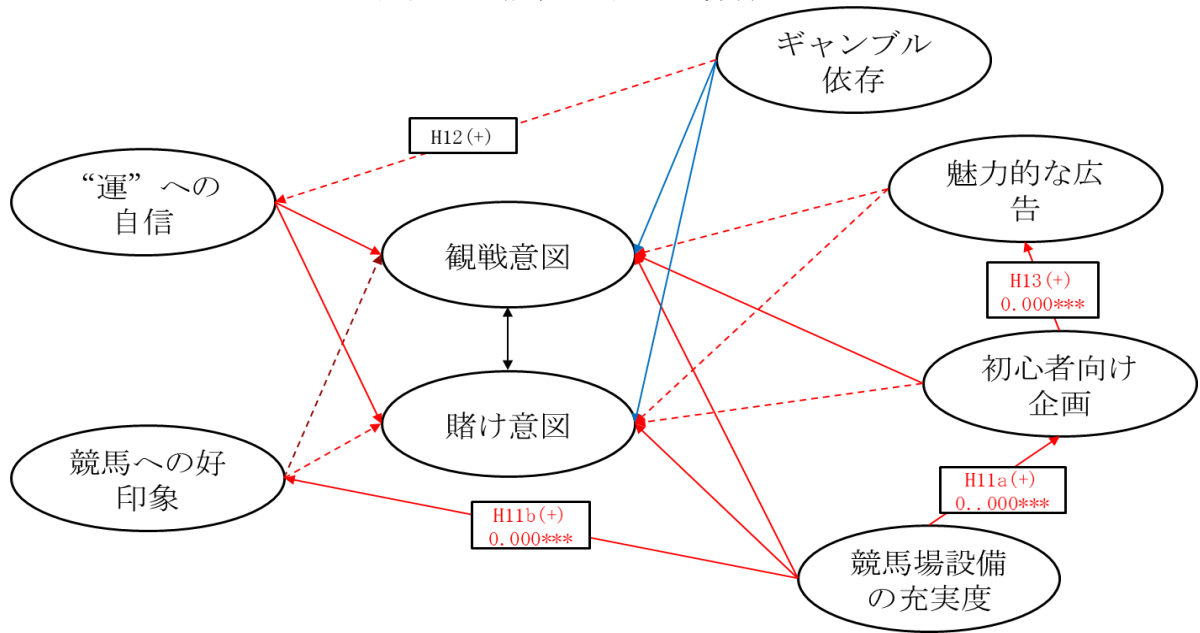 ギャンブル
依存
H12(+)
“運”への
自信
魅力的な広
告
観戦意図
H13(+)
0.000***
初心者向け
企画
賭け意図
競馬への好
印象
H11a(+)
0..000***
H11b(+)
0.000***
競馬場設備
の充実度